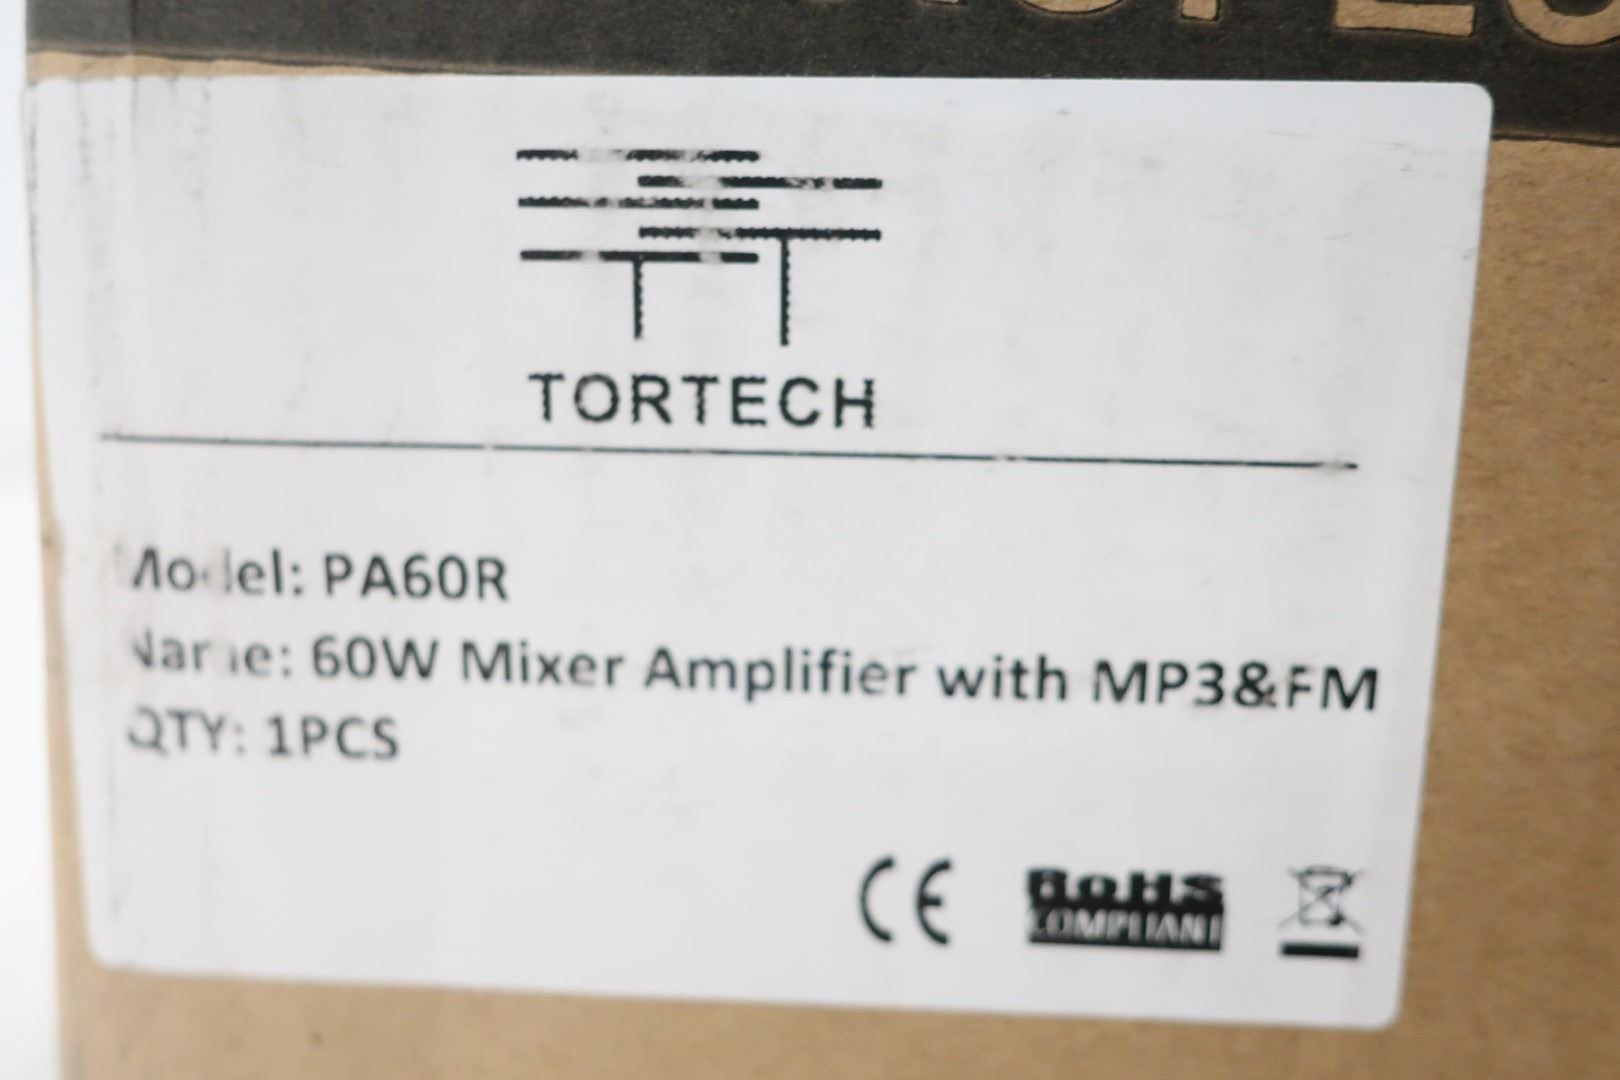 TORTECH
Model: PA60R
Name: 60W Mixer Amplifier with MP3&FM
QTY: 1PCS
CE
RoHS
COMPLIANT